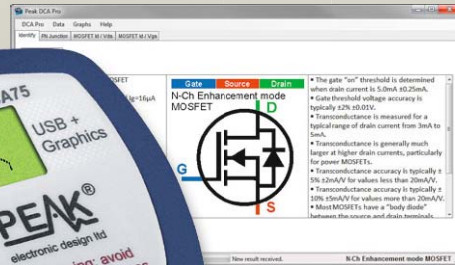 Peak DCA Pro
DCA Pro Data Graphs Help
Identify PN Junction MOSFET Id / Vds MOSFET Id / Vgs
Gate Source Drain
N-Ch Enhancement mode
MOSFET
D
G
S
• The gate "on" threshold is determined
when drain current is 5.0mA ±0.25mA.
• Gate threshold voltage accuracy is
typically ±2% ±0.01V.
• Transconductance is measured for a
typical range of drain current from 3mA to
5mA.
• Transconductance is generally much
larger at higher drain currents, particularly
for power MOSFETs.
• Transconductance accuracy is typically ±
5% ±2mA/V for values less than 20mA/V.
• Transconductance accuracy is typically ±
10% ±5mA/V for values more than 20mA/V.
• Most MOSFETs have a "body diode"
between the source and drain terminals
New result received.
N-Ch Enhancement mode MOSFET
OSFET
Ig=16µA
A75
USB +
Graphics
PEAK®
electronic design ltd
avoid